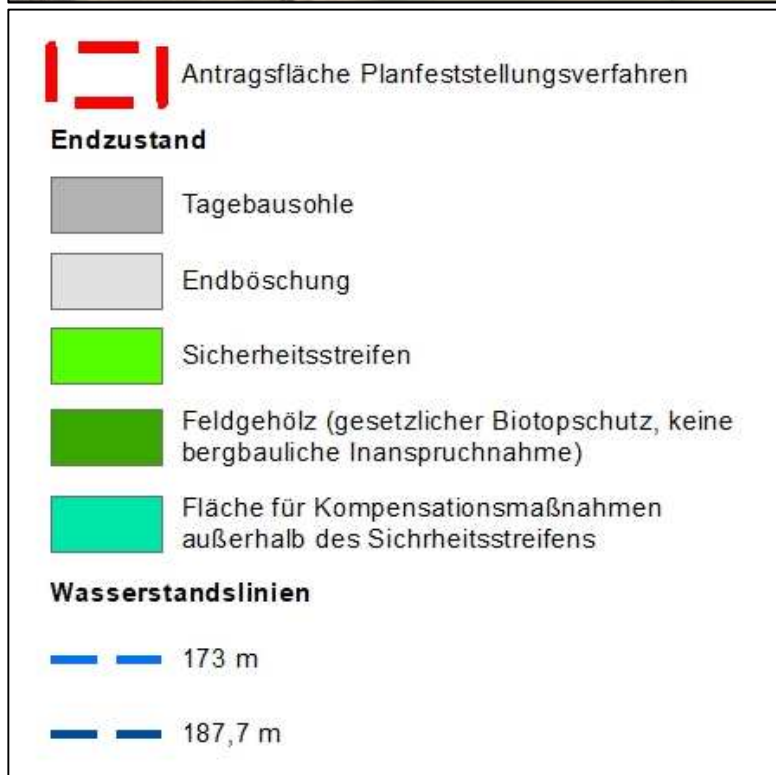 Antragsfläche Planfeststellungsverfahren
Endzustand
Tagebausohle
Endböschung
Sicherheitsstreifen
Feldgehölz (gesetzlicher Biotopschutz, keine
bergbauliche Inanspruchnahme)
Fläche für Kompensationsmaßnahmen
außerhalb des Sichrheitsstreifens
Wasserstandslinien
173 m
187,7 m